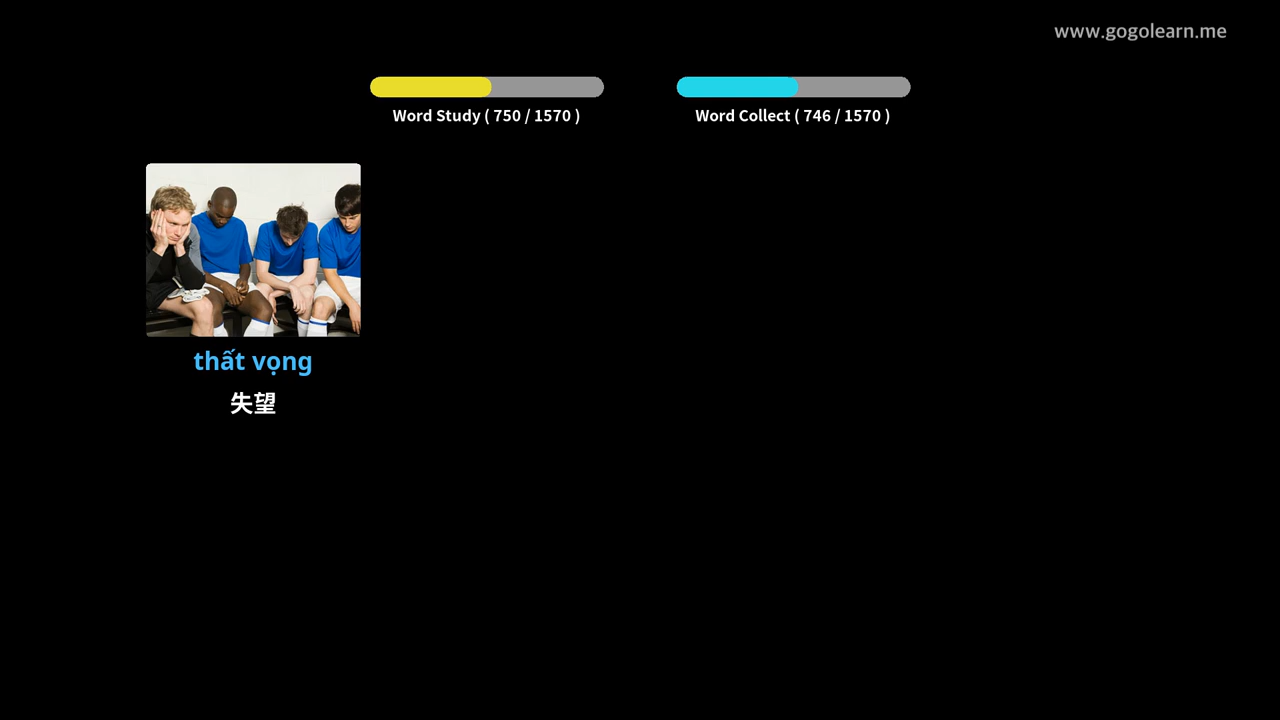 www.gogolearn.me
Word Study ( 750 / 1570 )
Word Collect ( 746 / 1570 )
thất vọng
失望